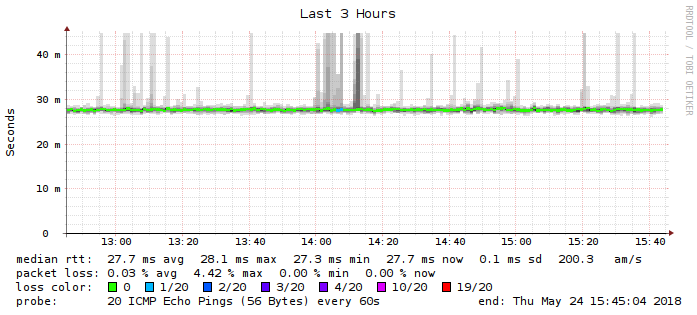 Last 3 Hours
RRDTOOL / TOBI OETIKER
Seconds
40 m
30 m
20 m
10 m
0
13:00 13:20 13:40 14:00 14:20 14:40 15:00 15:20 15:40
median rtt: 27.7 ms avg 28.1 ms max 27.3 ms min 27.7 ms now 0.1 ms sd 200.3 am/s
packet loss: 0.03 % avg 4.42 % max 0.00 % min 0.00 % now
loss color: 0 1/20 2/20 3/20 4/20 10/20 19/20
probe: 20 ICMP Echo Pings (56 Bytes) every 60s end: Thu May 24 15:45:04 2018